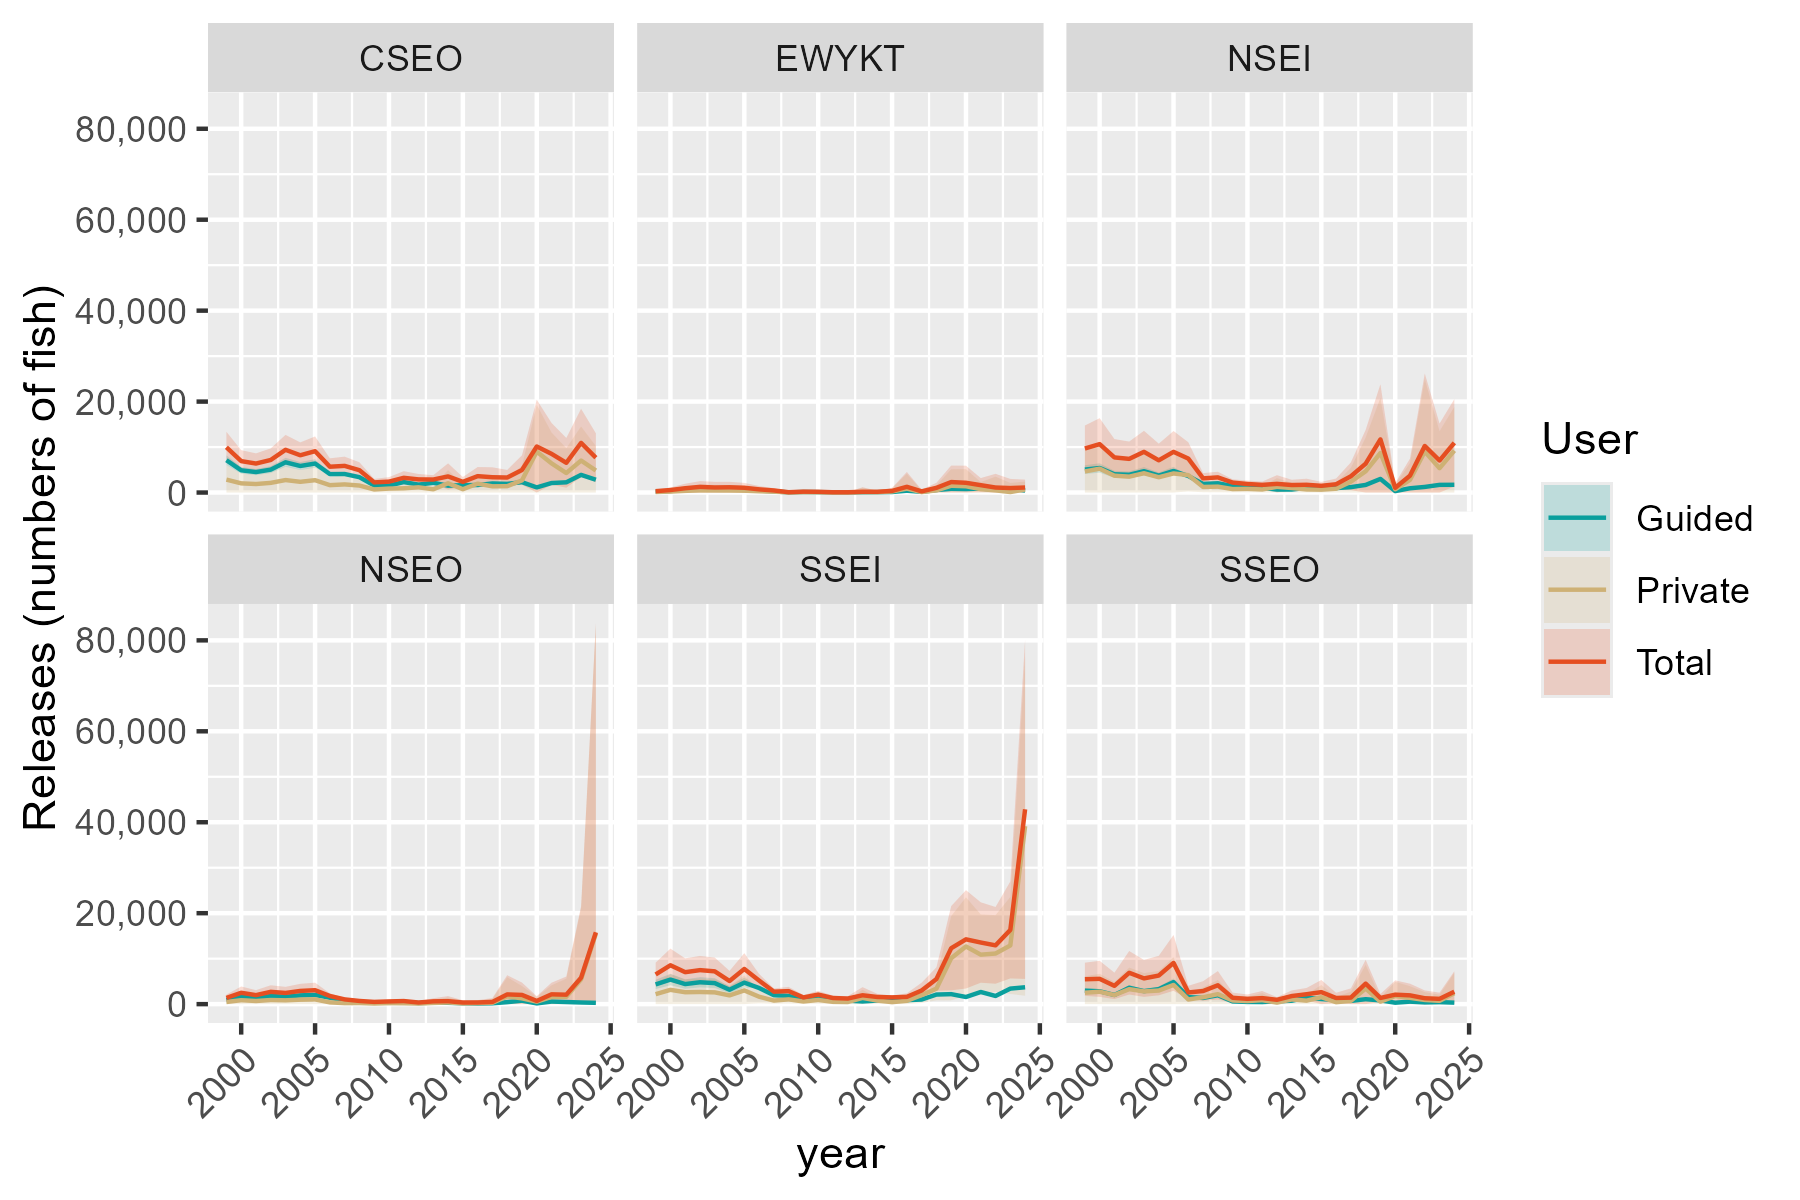 CSEO EWYKT NSEI
80,000
60,000
40,000
20,000
0
NSEO SSEI SSEO
80,000
60,000
40,000
20,000
0
2000 2005 2010 2015 2020 2025 2000 2005 2010 2015 2020 2025 2000 2005 2010 2015 2020 2025
year
Releases (numbers of fish)
User
Guided
Private
Total